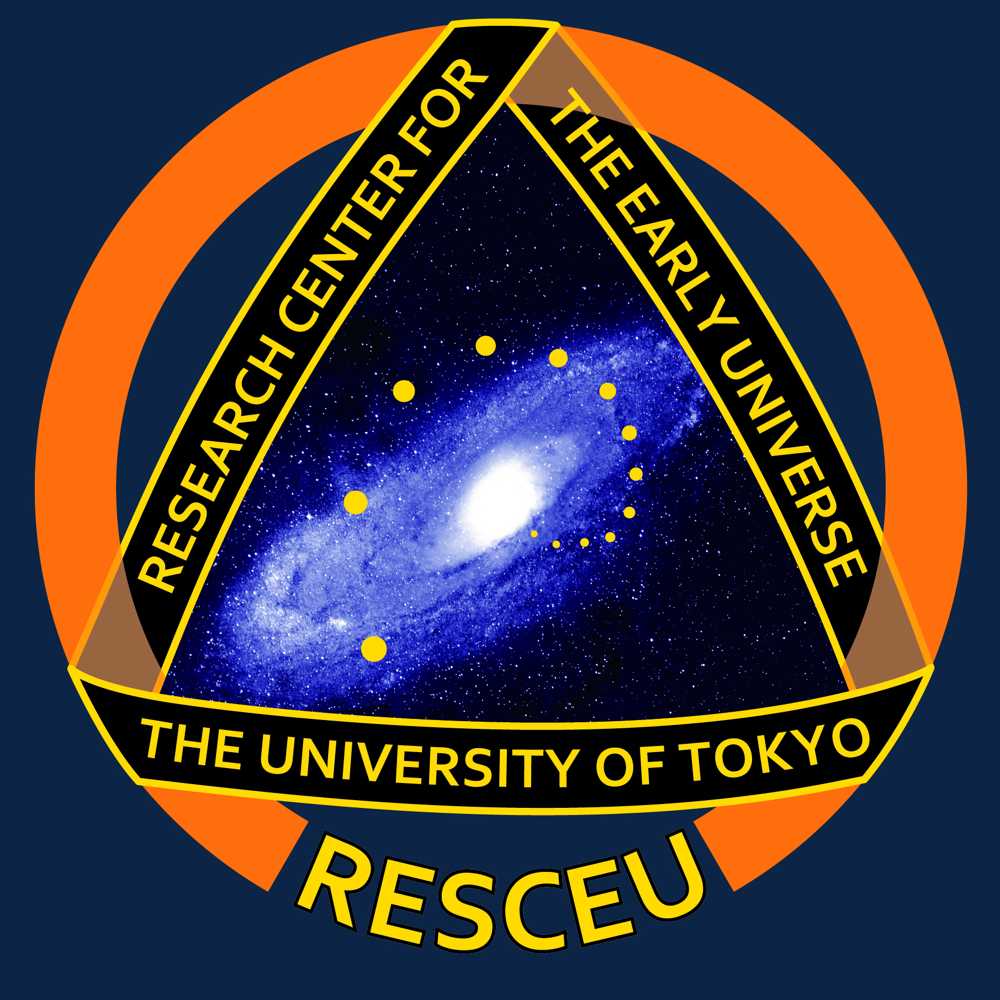 RESEARCH CENTER FOR
THE EARLY UNIVERSE
THE UNIVERSITY OF TOKYO
RESCEU